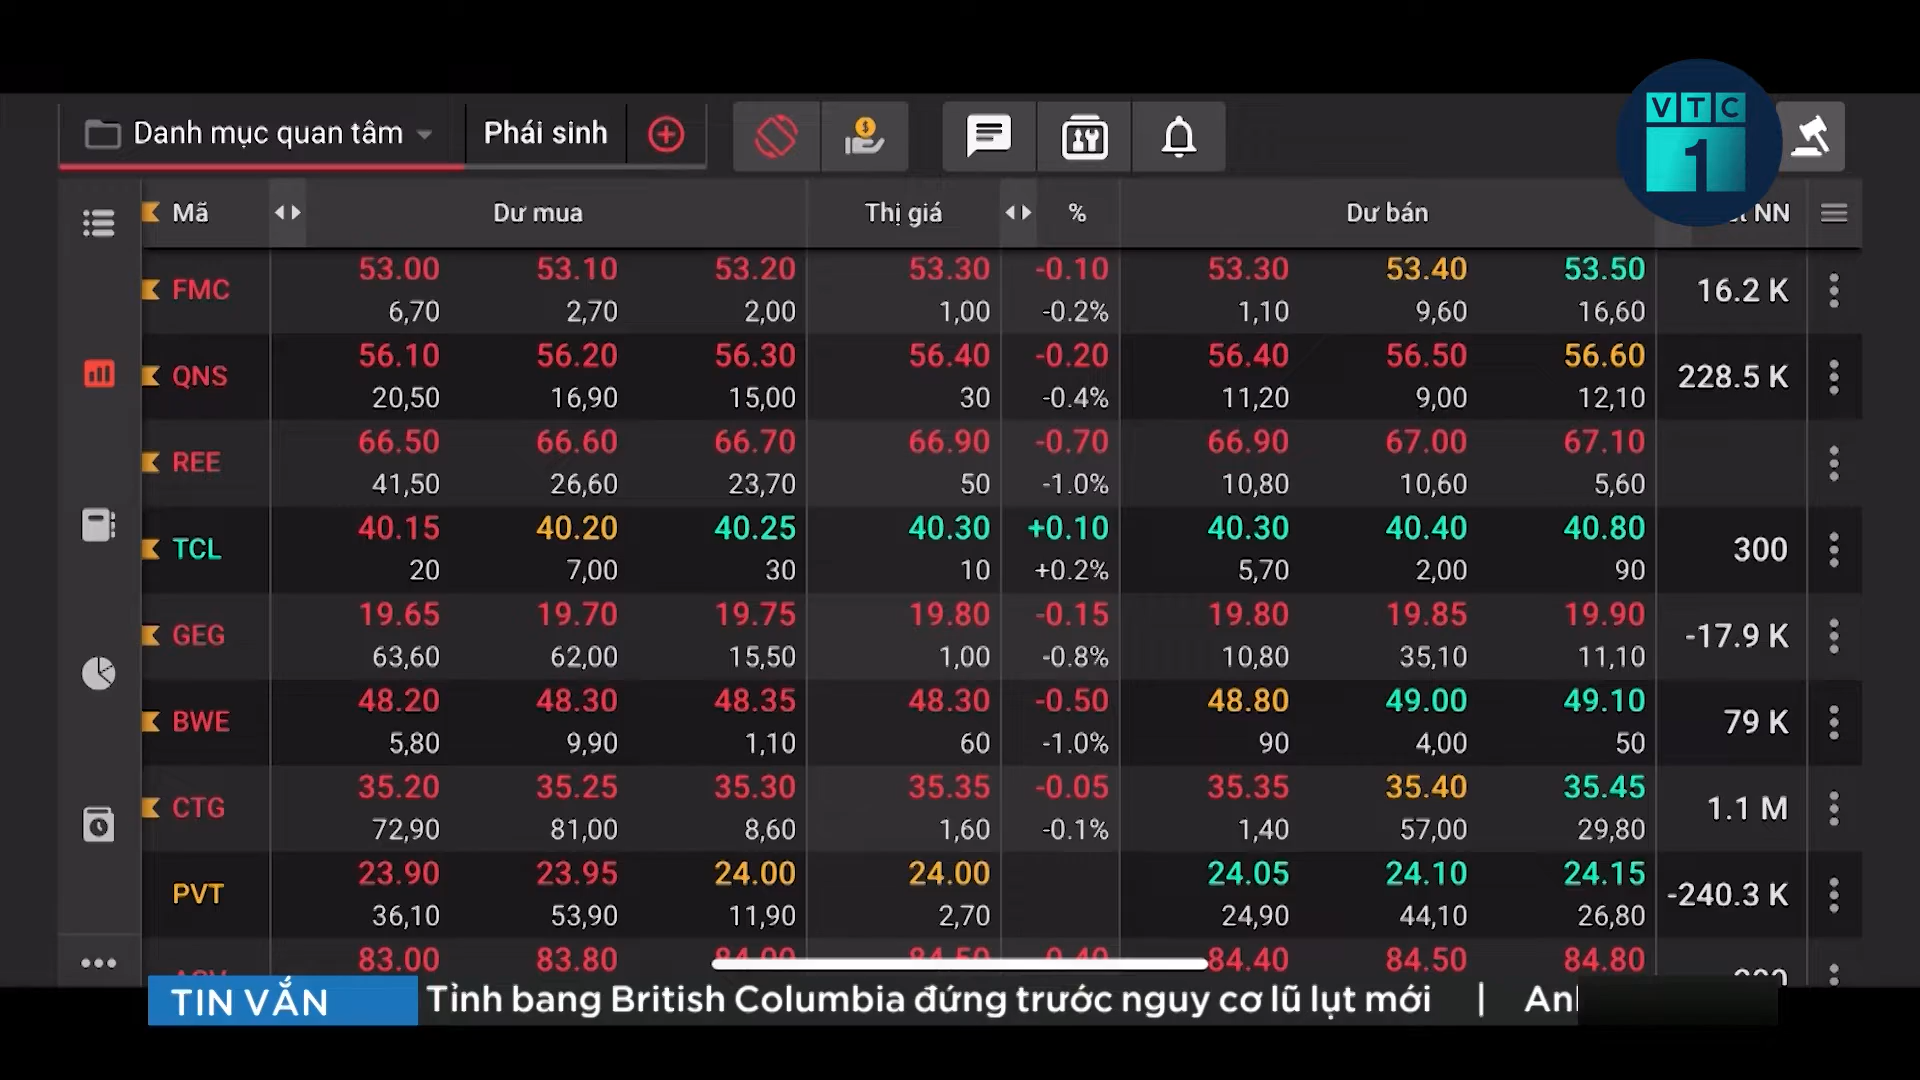 VTC
1
Danh mục quan tâm Phái sinh
Mã Dư mua Thị giá % Dư bán NN
53.00 53.10 53.20 53.30 -0.10 53.30 53.40 53.50
FMC 16.2 K
6,70 2,70 2,00 1,00 -0.2% 1,10 9,60 16,60
56.10 56.20 56.30 56.40 -0.20 56.40 56.50 56.60
QNS 228.5 K
20,50 16,90 15,00 30 -0.4% 11,20 9,00 12,10
66.50 66.60 66.70 66.90 -0.70 66.90 67.00 67.10
REE
41,50 26,60 23,70 50 -1.0% 10,80 10,60 5,60
40.15 40.20 40.25 40.30 +0.10 40.30 40.40 40.80
TCL 300
20 7,00 30 10 +0.2% 5,70 2,00 90
19.65 19.70 19.75 19.80 -0.15 19.80 19.85 19.90
GEG -17.9 K
63,60 62,00 15,50 1,00 -0.8% 10,80 35,10 11,10
48.20 48.30 48.35 48.30 -0.50 48.80 49.00 49.10
BWE 79 K
5,80 9,90 1,10 60 -1.0% 90 4,00 50
35.20 35.25 35.30 35.35 -0.05 35.35 35.40 35.45
CTG 1.1 M
72,90 81,00 8,60 1,60 -0.1% 1,40 57,00 29,80
23.90 23.95 24.00 24.00 24.05 24.10 24.15
PVT -240.3 K
36,10 53,90 11,90 2,70 24,90 44,10 26,80
83.00 83.80 84.40 84.50 84.80
TIN VẮN Tỉnh bang British Columbia đứng trước nguy cơ lũ lụt mới |